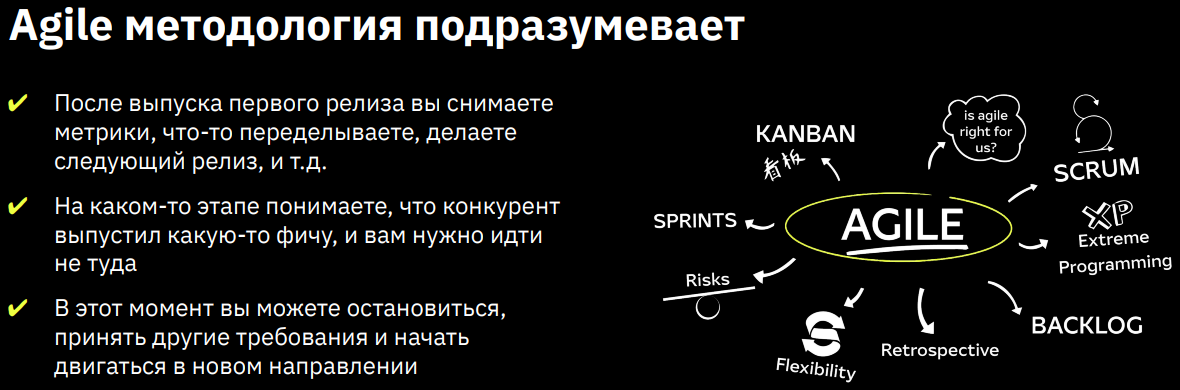 Agile методология подразумевает
✔ После выпуска первого релиза вы снимаете
метрики, что-то переделываете, делаете
следующий релиз, и т.д.
✔ На каком-то этапе понимаете, что конкурент
выпустил какую-то фичу, и вам нужно идти
не туда
✔ В этот момент вы можете остановиться,
принять другие требования и начать
двигаться в новом направлении
KANBAN
看板
is agile
right for
us?
SCRUM
SPRINTS
AGILE
XP
Extreme
Programming
Risks
BACKLOG
Retrospective
Flexibility